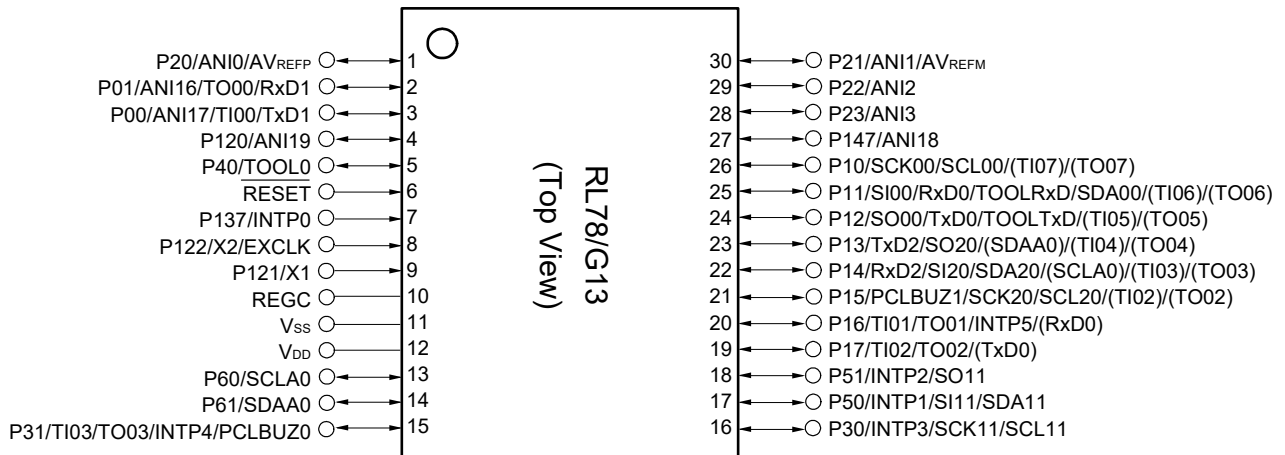 P20/ANI0/AVREFP
P01/ANI16/TO00/RxD1
P00/ANI17/TI00/TxD1
P120/ANI19
P40/TOOL0
RESET
P137/INTP0
P122/X2/EXCLK
P121/X1
REGC
VSS
VDD
P60/SCLA0
P61/SDAA0
P31/TI03/TO03/INTP4/PCLBUZ0
1
2
3
4
5
6
7
8
9
10
11
12
13
14
15
RL78/G13
(Top View)
30
29
28
27
26
25
24
23
22
21
20
19
18
17
16
P21/ANI1/AVREFM
P22/ANI2
P23/ANI3
P147/ANI18
P10/SCK00/SCL00/(TI07)/(TO07)
P11/SI00/RxD0/TOOLRxD/SDA00/(TI06)/(TO06)
P12/SO00/TxD0/TOOLTxD/(TI05)/(TO05)
P13/TxD2/SO20/(SDAA0)/(TI04)/(TO04)
P14/RxD2/SI20/SDA20/(SCLA0)/(TI03)/(TO03)
P15/PCLBUZ1/SCK20/SCL20/(TI02)/(TO02)
P16/TI01/TO01/INTP5/(RxD0)
P17/TI02/TO02/(TxD0)
P51/INTP2/SO11
P50/INTP1/SI11/SDA11
P30/INTP3/SCK11/SCL11